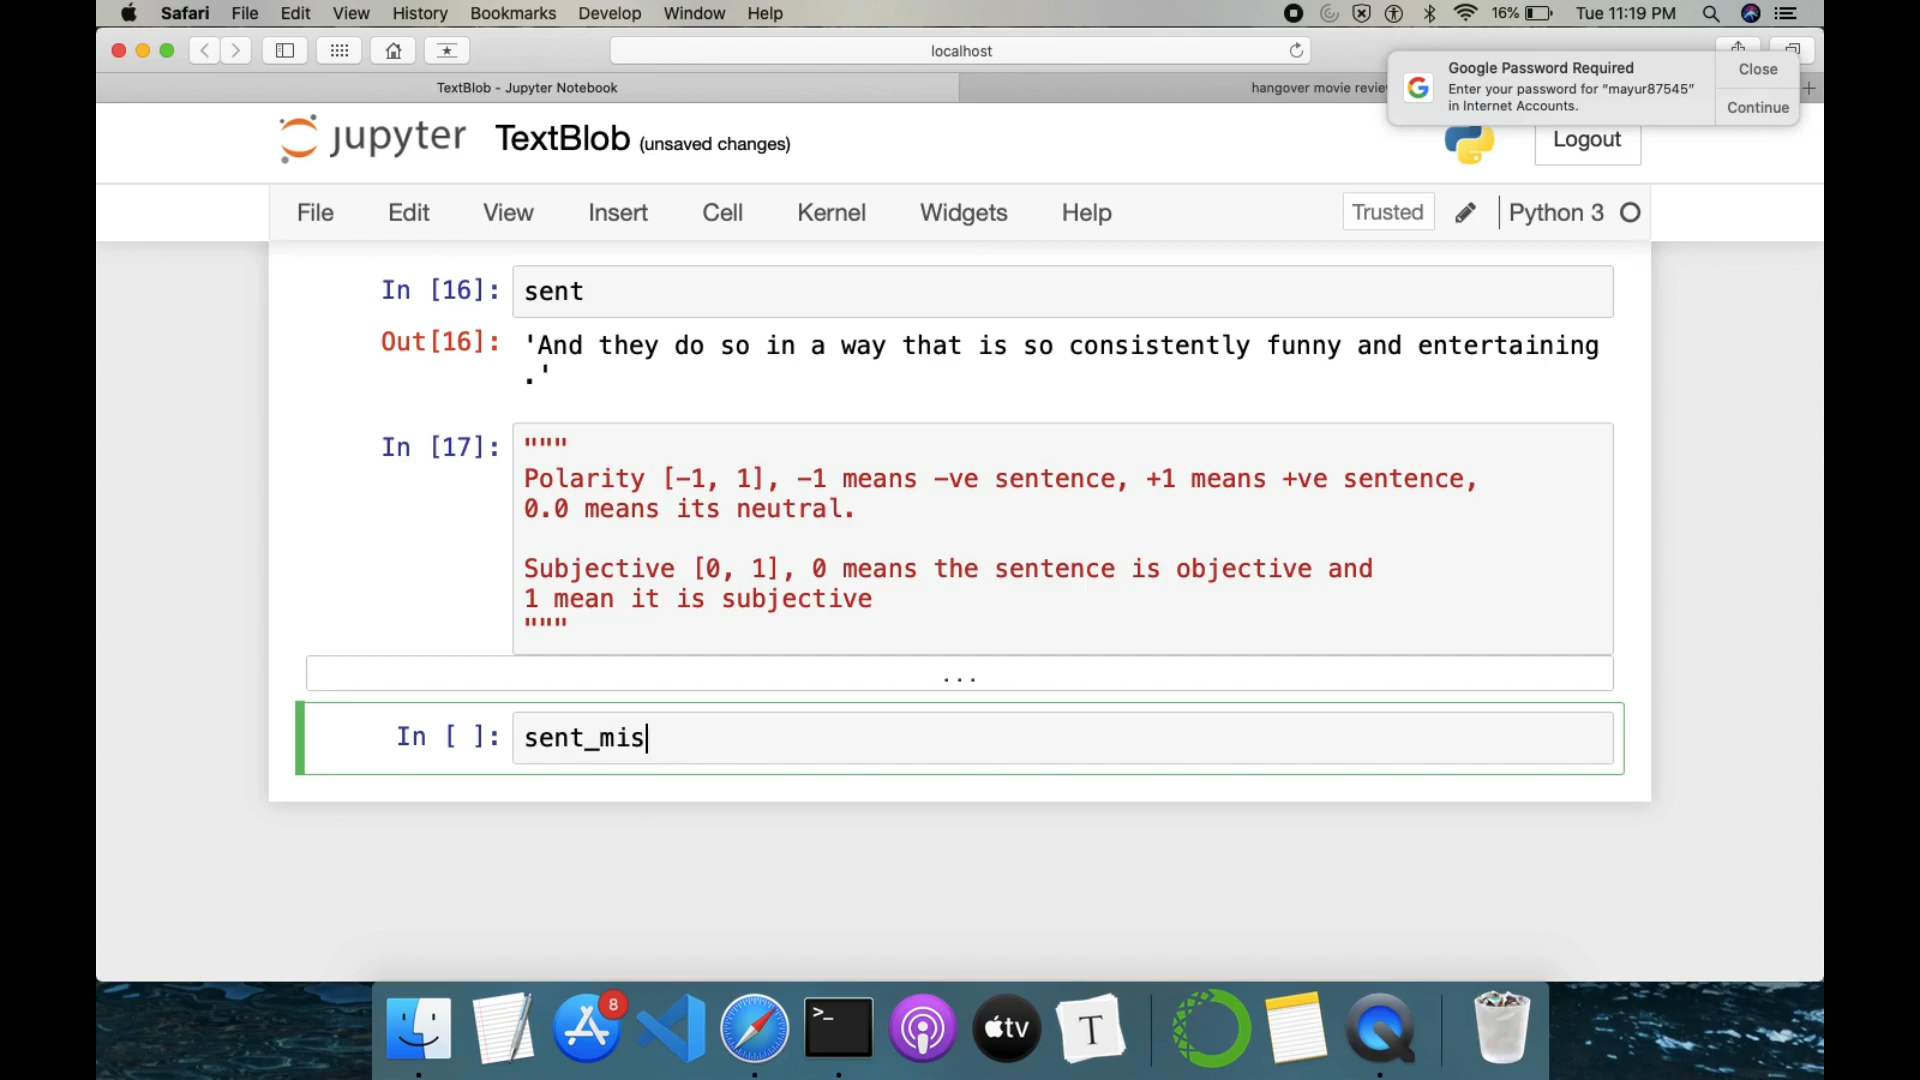 Safari File Edit View History Bookmarks Develop Window Help 16% Tue 11:19 PM
localhost
Google Password Required
Enter your password for “mayur87545”
in Internet Accounts.
Close
Continue
TextBlob - Jupyter Notebook
hangover movie revie
jupyter TextBlob (unsaved changes)
Logout
File Edit View Insert Cell Kernel Widgets Help Trusted Python 3
In [16]: sent
Out[16]: 'And they do so in a way that is so consistently funny and entertaining
.'
In [17]: """
Polarity [-1, 1], -1 means -ve sentence, +1 means +ve sentence,
0.0 means its neutral.
Subjective [0, 1], 0 means the sentence is objective and
1 mean it is subjective
"""
...
In [ ]: sent_mis
8
>_
tv
T